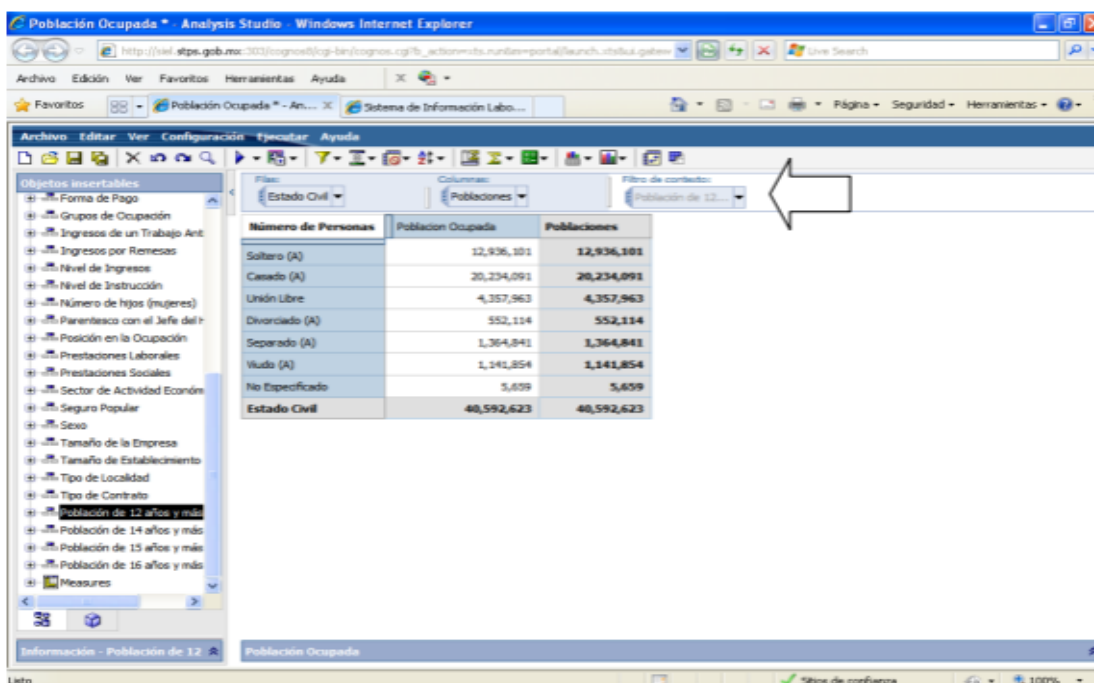 Población Ocupada * - Analysis Studio - Windows Internet Explorer
Live Search
Archivo Edición Ver Favoritos Herramientas Ayuda
Favoritos Población Ocupada * - An... Sistema de Información Labo... Página Seguridad Herramientas
Archivo Editar Ver Configuración Ejecutar Ayuda
Objetos insertables
Forma de Pago
Grupos de Ocupación
Ingresos de un Trabajo Ant
Ingresos por Remesas
Nivel de Ingresos
Nivel de Instrucción
Número de hijos (mujeres)
Parentesco con el Jefe del H
Posición en la Ocupación
Prestaciones Laborales
Prestaciones Sociales
Sector de Actividad Económ
Seguro Popular
Sexo
Tamaño de la Empresa
Tamaño de Establecimiento
Tipo de Localidad
Tipo de Contrato
Población de 12 años y más
Población de 14 años y más
Población de 15 años y más
Población de 16 años y más
Measures
Información - Población de 12
Filas: Columnas: Filtro de contexto:
Estado Civil Poblaciones Población de 12...
Número de Personas Poblacion Ocupada Poblaciones
Soltero (A) 12,936,101 12,936,101
Casado (A) 20,234,091 20,234,091
Unión Libre 4,357,963 4,357,963
Divorciado (A) 552,114 552,114
Separado (A) 1,364,841 1,364,841
Viudo (A) 1,141,854 1,141,854
No Especificado 5,659 5,659
Estado Civil 40,592,623 40,592,623
Población Ocupada
Listo Sitios de confianza 100%